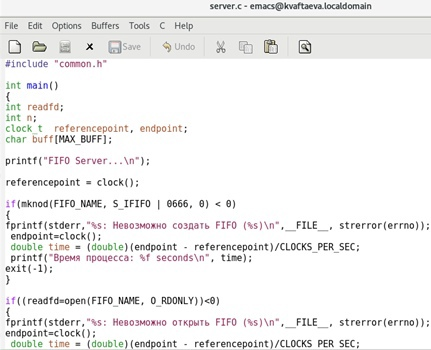 server.c - emacs@kvaftaeva.localdomain
File Edit Options Buffers Tools C Help
Save Undo
#include "common.h"
int main()
{
int readfd;
int n;
clock_t  referencepoint, endpoint;
char buff[MAX_BUFF];
printf("FIFO Server...\n");
referencepoint = clock();
if(mknod(FIFO_NAME, S_IFIFO | 0666, 0) < 0)
{
fprintf(stderr,"%s: Невозможно создать FIFO (%s)\n",__FILE__, strerror(errno));
 endpoint=clock();
 double time = (double)(endpoint - referencepoint)/CLOCKS_PER_SEC;
 printf("Время процесса: %f seconds\n", time);
exit(-1);
}
if((readfd=open(FIFO_NAME, O_RDONLY))<0)
{
fprintf(stderr,"%s: Невозможно открыть FIFO (%s)\n",__FILE__, strerror(errno));
endpoint=clock();
 double time = (double)(endpoint - referencepoint)/CLOCKS_PER_SEC;